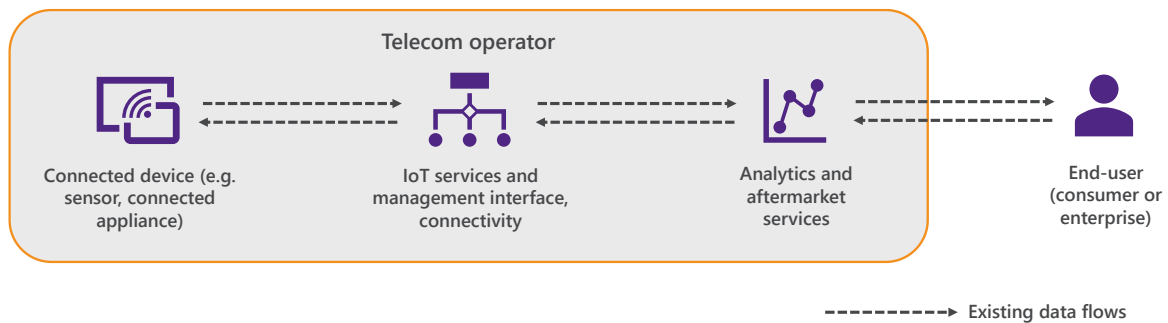 Telecom operator
Connected device (e.g.
sensor, connected
appliance)
IoT services and
management interface,
connectivity
Analytics and
aftermarket
services
End-user
(consumer or
enterprise)
Existing data flows